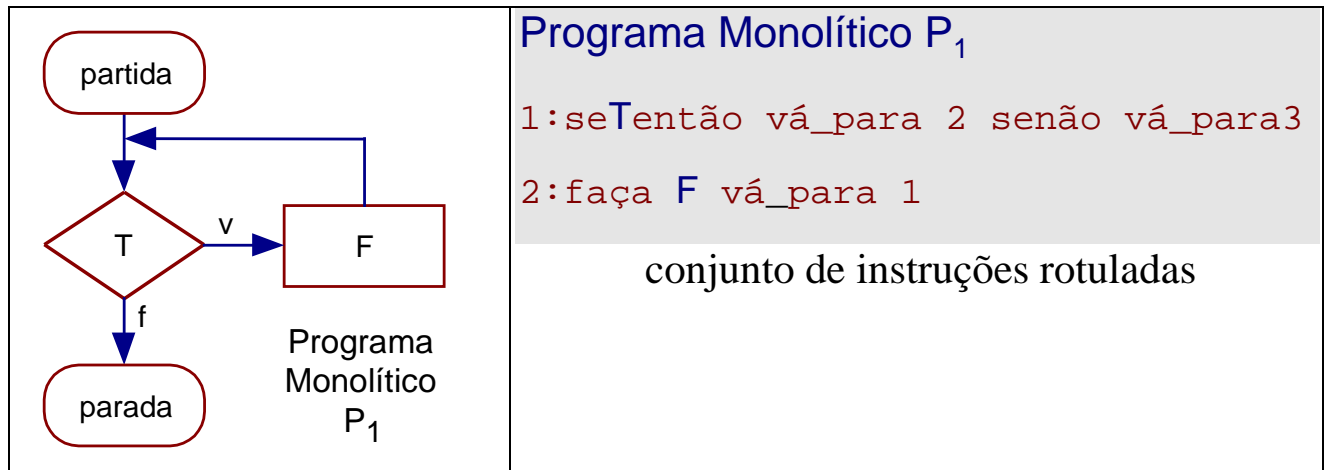 partida
T
v
F
f
parada
Programa
Monolítico
P1
Programa Monolítico P1
1:seTentão vá_para 2 senão vá_para3
2:faça F vá_para 1
conjunto de instruções rotuladas